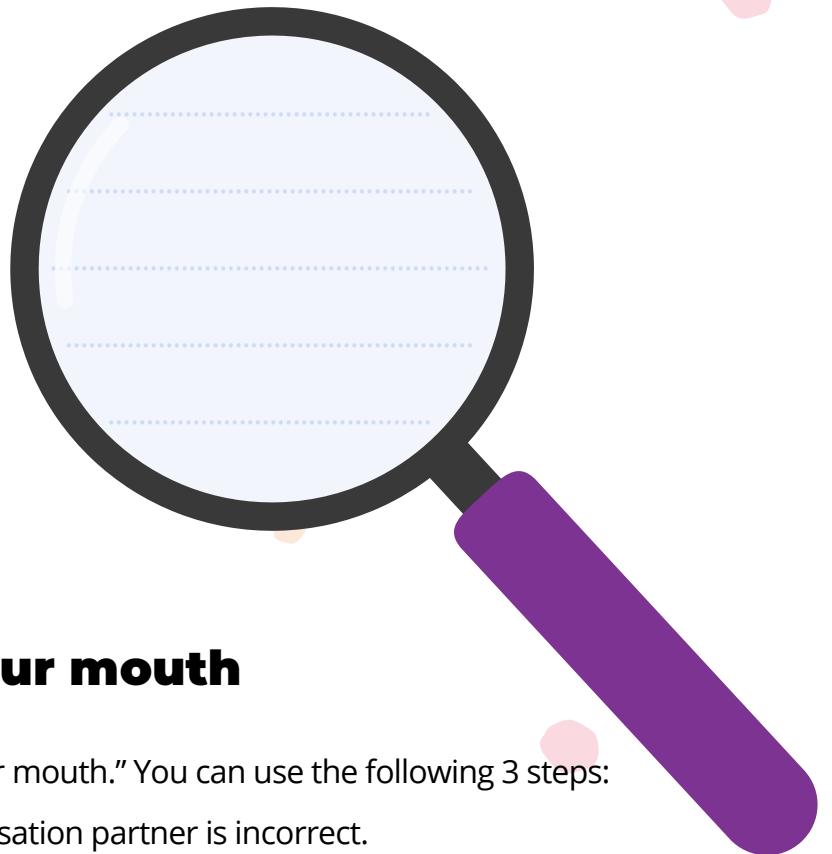 ur mouth
r mouth.” You can use the following 3 steps:
sation partner is incorrect.